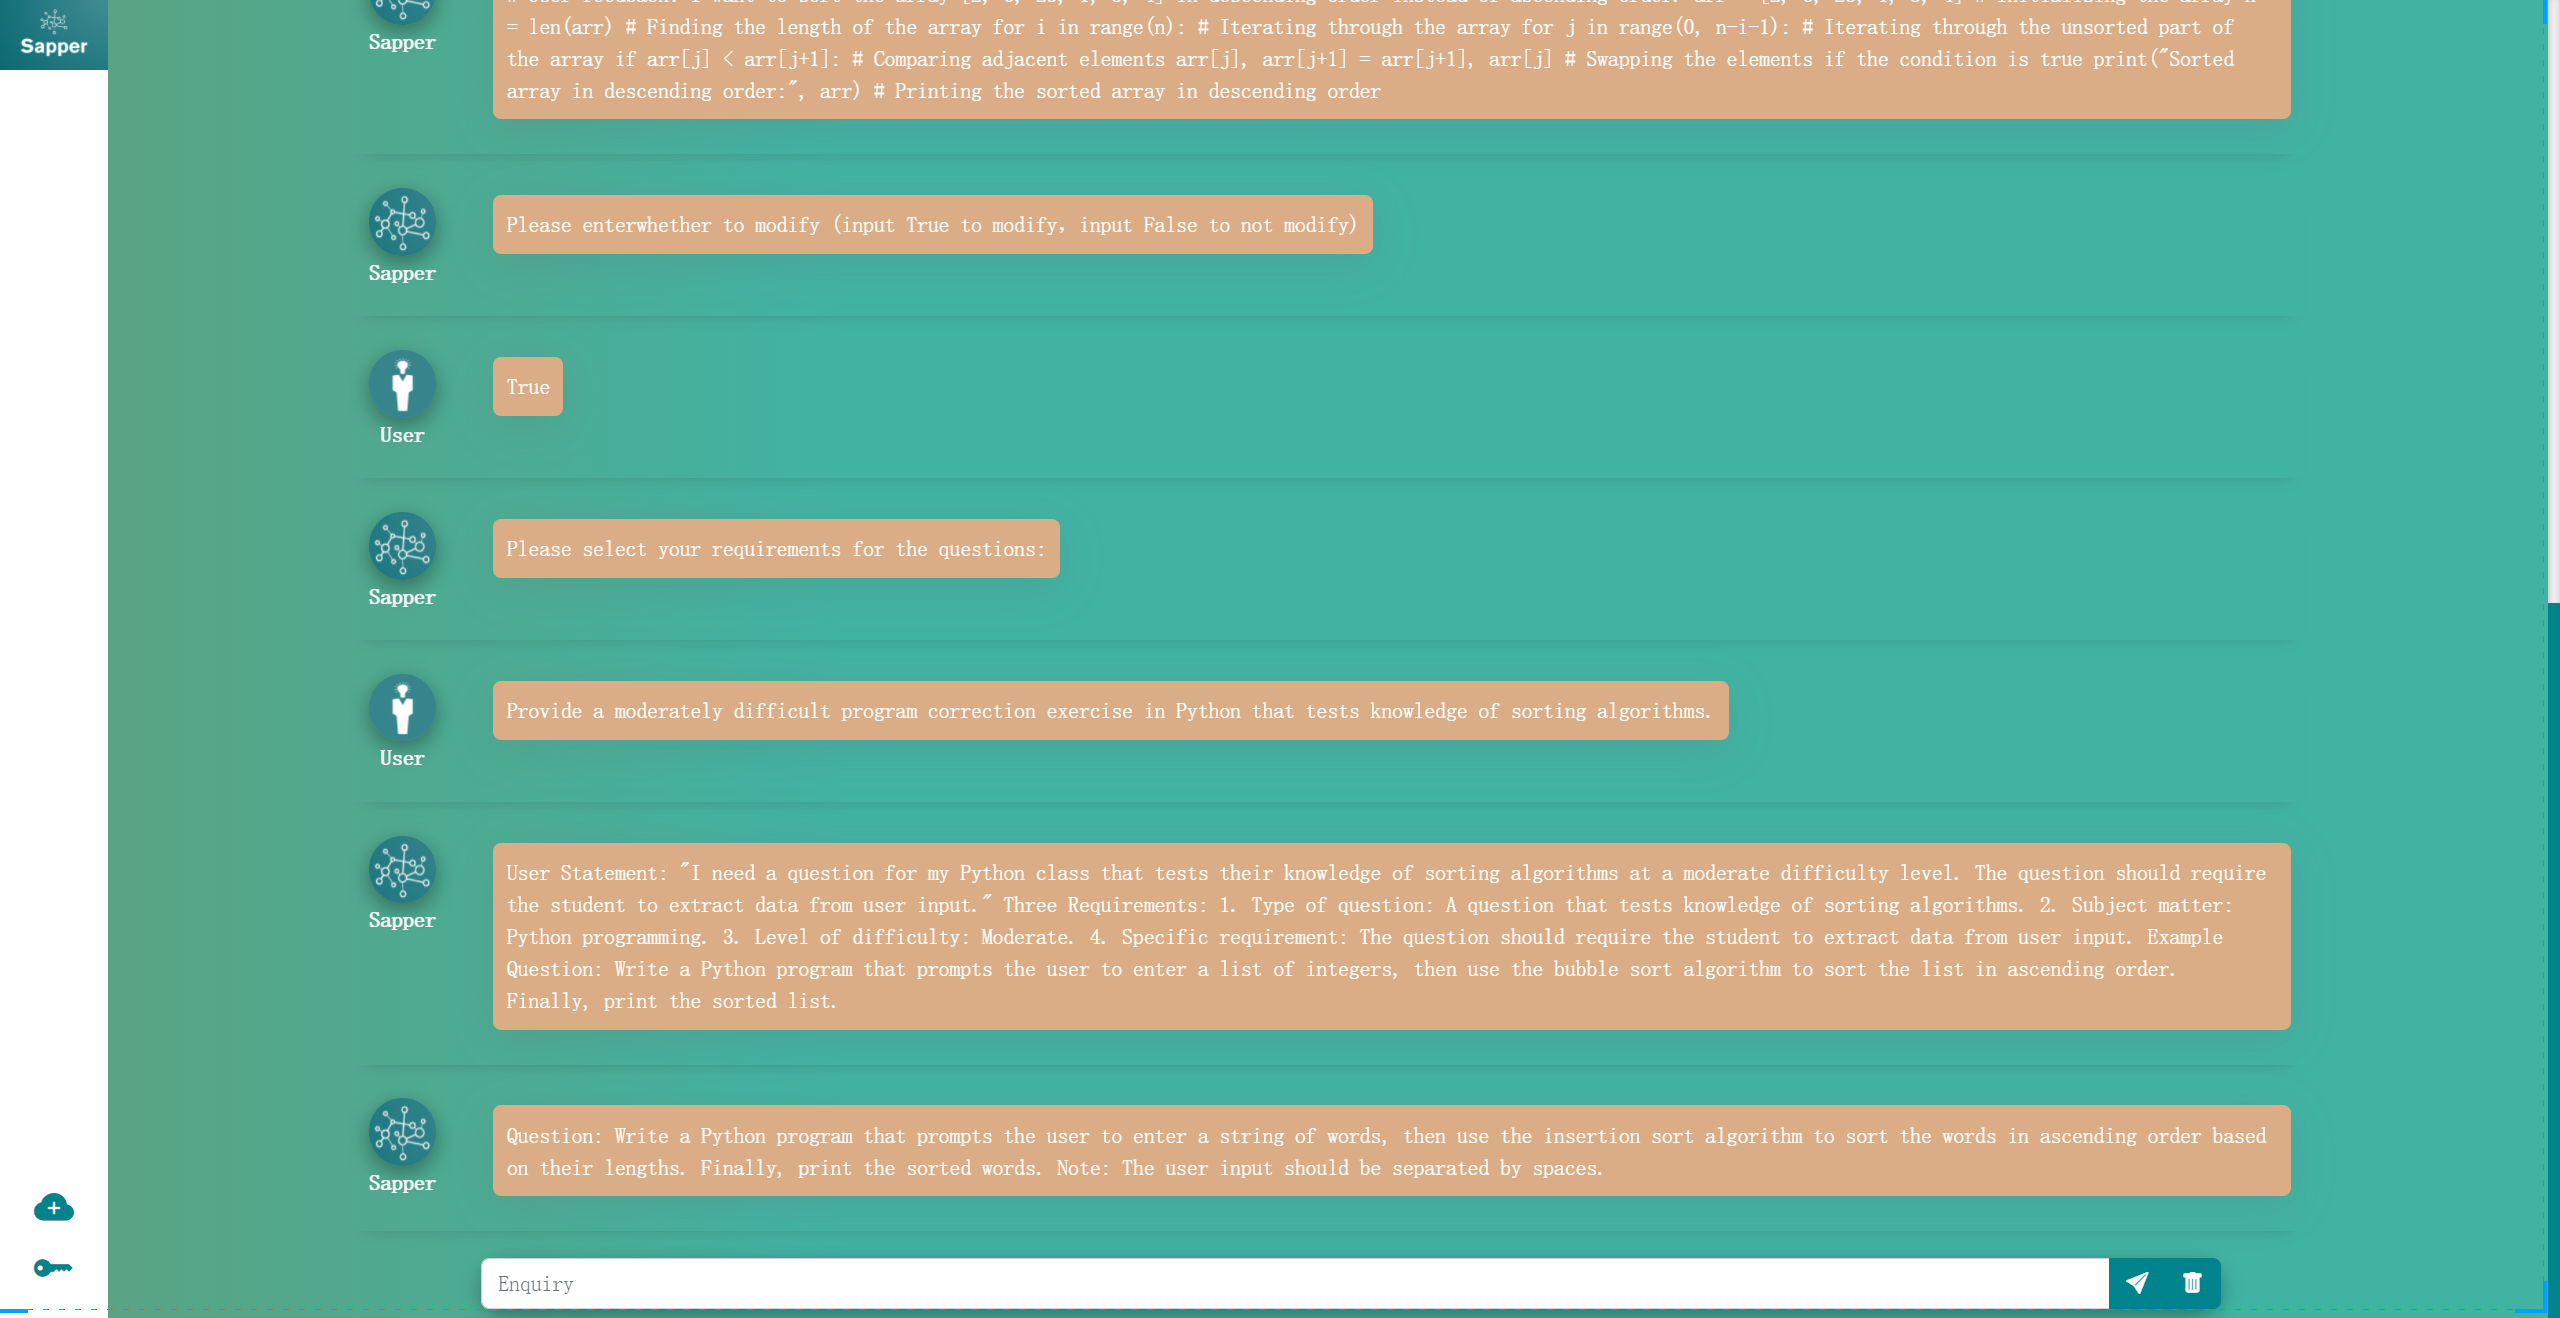 Sapper
Sapper
= len(arr) # Finding the length of the array for i in range(n): # Iterating through the array for j in range(0, n-i-1): # Iterating through the unsorted part of
the array if arr[j] < arr[j+1]: # Comparing adjacent elements arr[j], arr[j+1] = arr[j+1], arr[j] # Swapping the elements if the condition is true print("Sorted
array in descending order:", arr) # Printing the sorted array in descending order
Please enterwhether to modify (input True to modify, input False to not modify)
Sapper
True
User
Please select your requirements for the questions:
Sapper
Provide a moderately difficult program correction exercise in Python that tests knowledge of sorting algorithms.
User
User Statement: "I need a question for my Python class that tests their knowledge of sorting algorithms at a moderate difficulty level. The question should require
the student to extract data from user input." Three Requirements: 1. Type of question: A question that tests knowledge of sorting algorithms. 2. Subject matter:
Python programming. 3. Level of difficulty: Moderate. 4. Specific requirement: The question should require the student to extract data from user input. Example
Question: Write a Python program that prompts the user to enter a list of integers, then use the bubble sort algorithm to sort the list in ascending order.
Finally, print the sorted list.
Sapper
Question: Write a Python program that prompts the user to enter a string of words, then use the insertion sort algorithm to sort the words in ascending order based
on their lengths. Finally, print the sorted words. Note: The user input should be separated by spaces.
Sapper
Enquiry